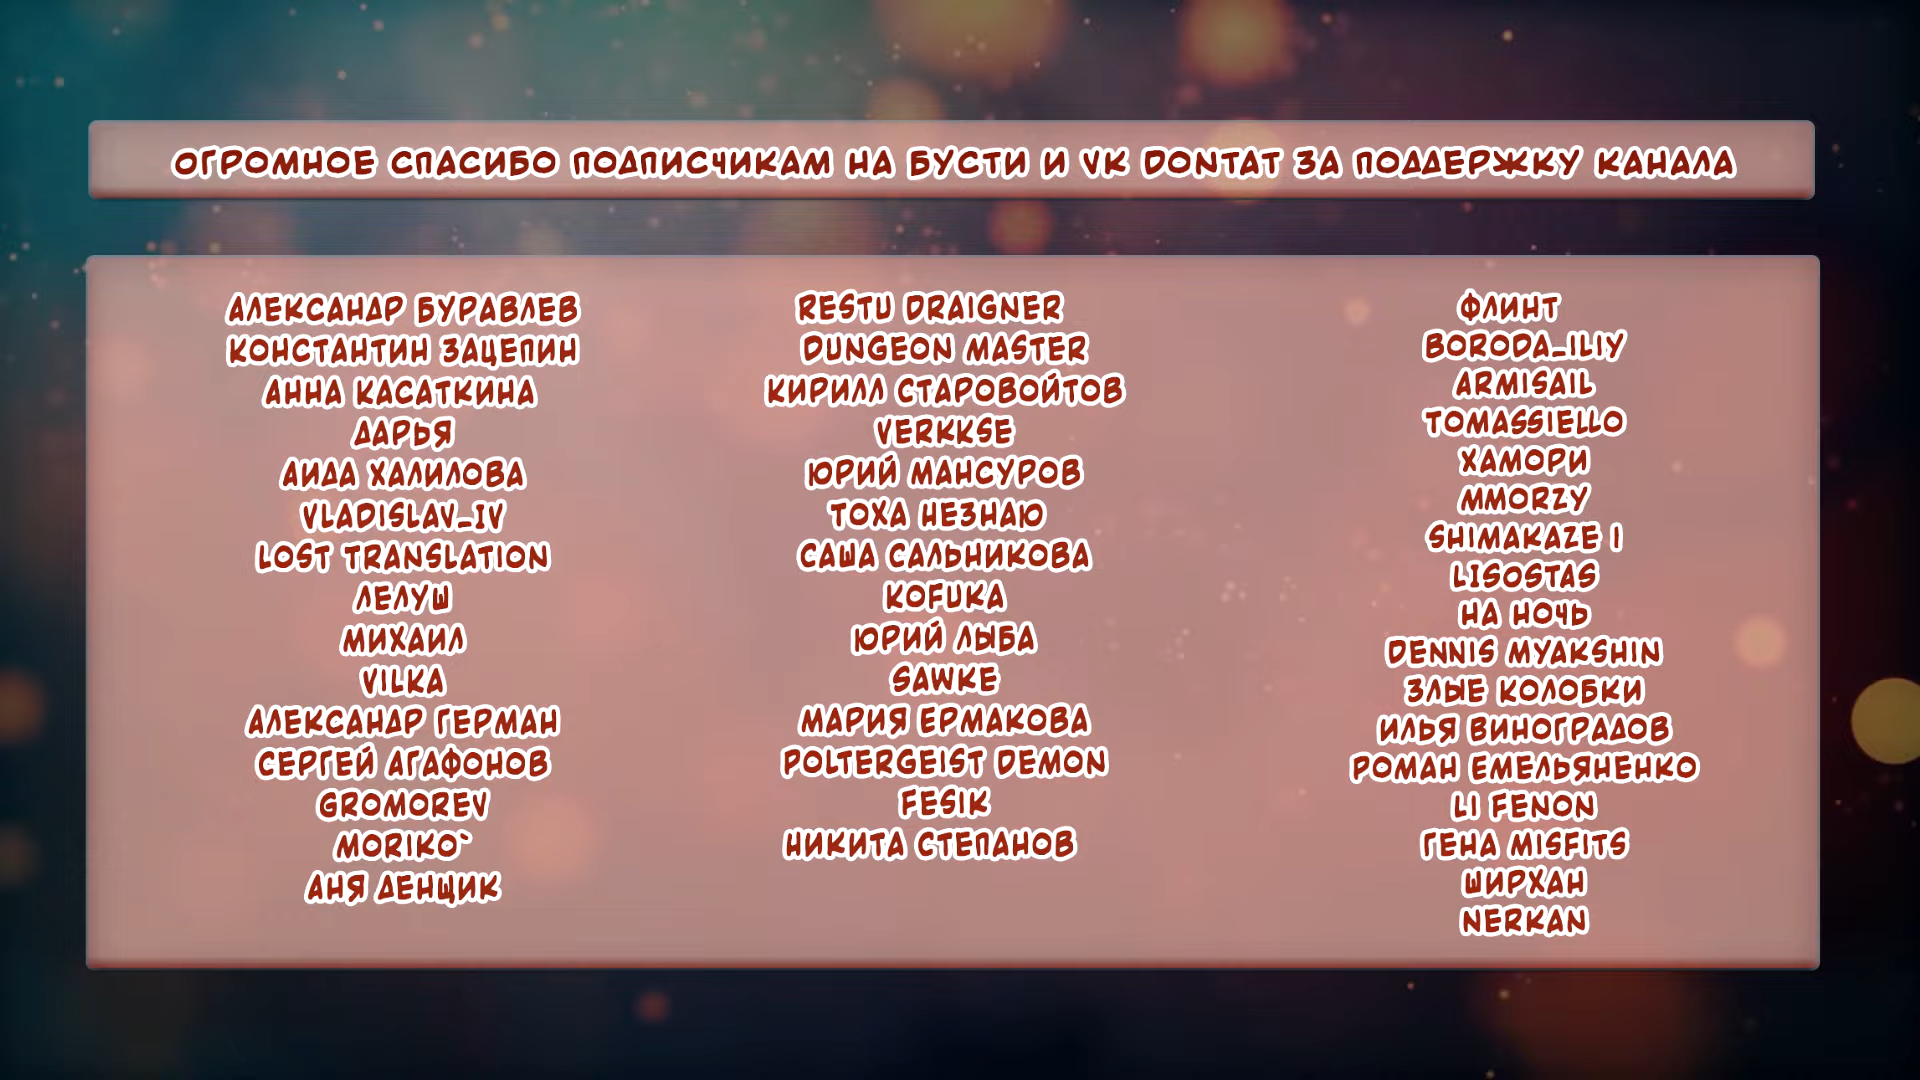 ОГРОМНОЕ СПАСИБО ПОДПИСЧИКАМ НА БУСТИ И VK DONTAT ЗА ПОДДЕРЖКУ КАНАЛА
АЛЕКСАНДР БУРАВЛЕВ
КОНСТАНТИН ЗАЦЕПИН
АННА КАСАТКИНА
ДАРЬЯ
АИДА ХАЛИЛОВА
VLADISLAV_IV
LOST TRANSLATION
ЛЕЛУШ
МИХАИЛ
VILKA
АЛЕКСАНДР ГЕРМАН
СЕРГЕЙ АГАФОНОВ
GROMOREV
MORIKO`
АНЯ ДЕНЩИК
RESTU DRAIGNER
DUNGEON MASTER
КИРИЛЛ СТАРОВОЙТОВ
VERKKSE
ЮРИЙ МАНСУРОВ
ТОХА НЕЗНАЮ
САША САЛЬНИКОВА
KOFUKA
ЮРИЙ ЛЫБА
SAWKE
МАРИЯ ЕРМАКОВА
POLTERGEIST DEMON
FESIK
НИКИТА СТЕПАНОВ
ФЛИНТ
BORODA_ILIY
ARMISAIL
TOMASSIELLO
ХАМОРИ
MMORZY
SHIMAKAZE I
LISOSTAS
НА НОЧЬ
DENNIS MYAKSHIN
ЗЛЫЕ КОЛОБКИ
ИЛЬЯ ВИНОГРАДОВ
РОМАН ЕМЕЛЬЯНЕНКО
LI FENON
ГЕНА MISFITS
ШИРХАН
NERKAN